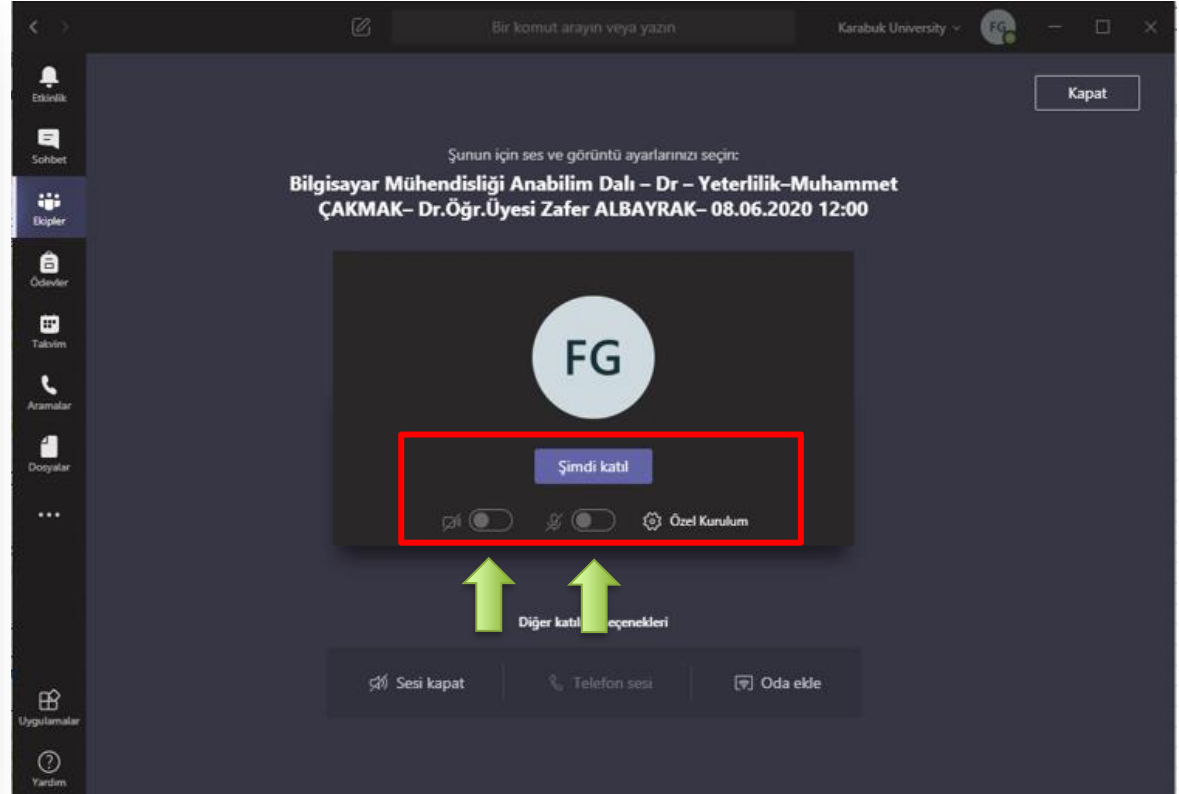 Bir komut arayın veya yazın
Karabuk University
FG
Etkinlik
Sohbet
Ekipler
Ödevler
Takvim
Aramalar
Dosyalar
Uygulamalar
Yardım
Kapat
Şunun için ses ve görüntü ayarlarınızı seçin:
Bilgisayar Mühendisliği Anabilim Dalı – Dr – Yeterlilik–Muhammet
ÇAKMAK– Dr.Öğr.Üyesi Zafer ALBAYRAK– 08.06.2020 12:00
FG
Şimdi katıl
Özel Kurulum
Diğer
Sesi kapat
Telefon sesi
Oda ekle